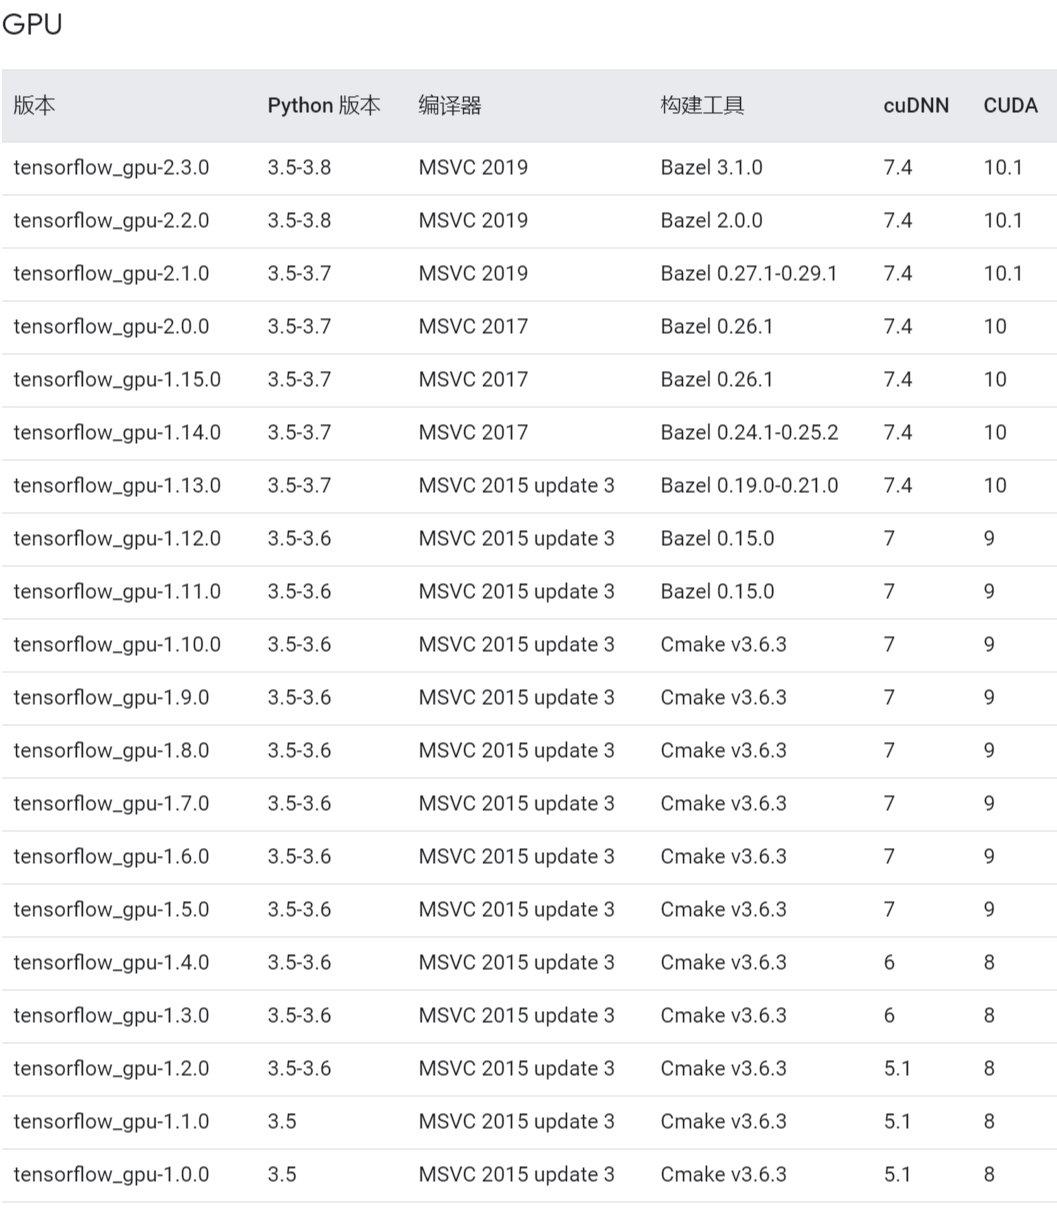 GPU
版本 Python 版本 编译器 构建工具 cuDNN CUDA
tensorflow_gpu-2.3.0 3.5-3.8 MSVC 2019 Bazel 3.1.0 7.4 10.1
tensorflow_gpu-2.2.0 3.5-3.8 MSVC 2019 Bazel 2.0.0 7.4 10.1
tensorflow_gpu-2.1.0 3.5-3.7 MSVC 2019 Bazel 0.27.1-0.29.1 7.4 10.1
tensorflow_gpu-2.0.0 3.5-3.7 MSVC 2017 Bazel 0.26.1 7.4 10
tensorflow_gpu-1.15.0 3.5-3.7 MSVC 2017 Bazel 0.26.1 7.4 10
tensorflow_gpu-1.14.0 3.5-3.7 MSVC 2017 Bazel 0.24.1-0.25.2 7.4 10
tensorflow_gpu-1.13.0 3.5-3.7 MSVC 2015 update 3 Bazel 0.19.0-0.21.0 7.4 10
tensorflow_gpu-1.12.0 3.5-3.6 MSVC 2015 update 3 Bazel 0.15.0 7 9
tensorflow_gpu-1.11.0 3.5-3.6 MSVC 2015 update 3 Bazel 0.15.0 7 9
tensorflow_gpu-1.10.0 3.5-3.6 MSVC 2015 update 3 Cmake v3.6.3 7 9
tensorflow_gpu-1.9.0 3.5-3.6 MSVC 2015 update 3 Cmake v3.6.3 7 9
tensorflow_gpu-1.8.0 3.5-3.6 MSVC 2015 update 3 Cmake v3.6.3 7 9
tensorflow_gpu-1.7.0 3.5-3.6 MSVC 2015 update 3 Cmake v3.6.3 7 9
tensorflow_gpu-1.6.0 3.5-3.6 MSVC 2015 update 3 Cmake v3.6.3 7 9
tensorflow_gpu-1.5.0 3.5-3.6 MSVC 2015 update 3 Cmake v3.6.3 7 9
tensorflow_gpu-1.4.0 3.5-3.6 MSVC 2015 update 3 Cmake v3.6.3 6 8
tensorflow_gpu-1.3.0 3.5-3.6 MSVC 2015 update 3 Cmake v3.6.3 6 8
tensorflow_gpu-1.2.0 3.5-3.6 MSVC 2015 update 3 Cmake v3.6.3 5.1 8
tensorflow_gpu-1.1.0 3.5 MSVC 2015 update 3 Cmake v3.6.3 5.1 8
tensorflow_gpu-1.0.0 3.5 MSVC 2015 update 3 Cmake v3.6.3 5.1 8